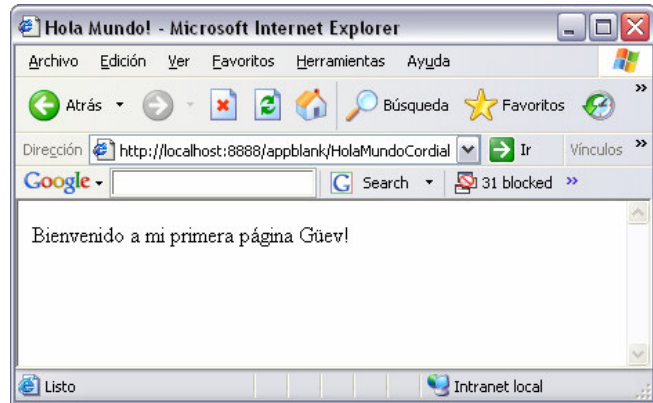 Hola Mundo! - Microsoft Internet Explorer
Archivo Edición Ver Favoritos Herramientas Ayuda
Atrás Búsqueda Favoritos »
Dirección http://localhost:8888/appblank/HolaMundoCordial Ir Vínculos »
Google G Search 31 blocked »
Bienvenido a mi primera página Güev!
Listo Intranet local